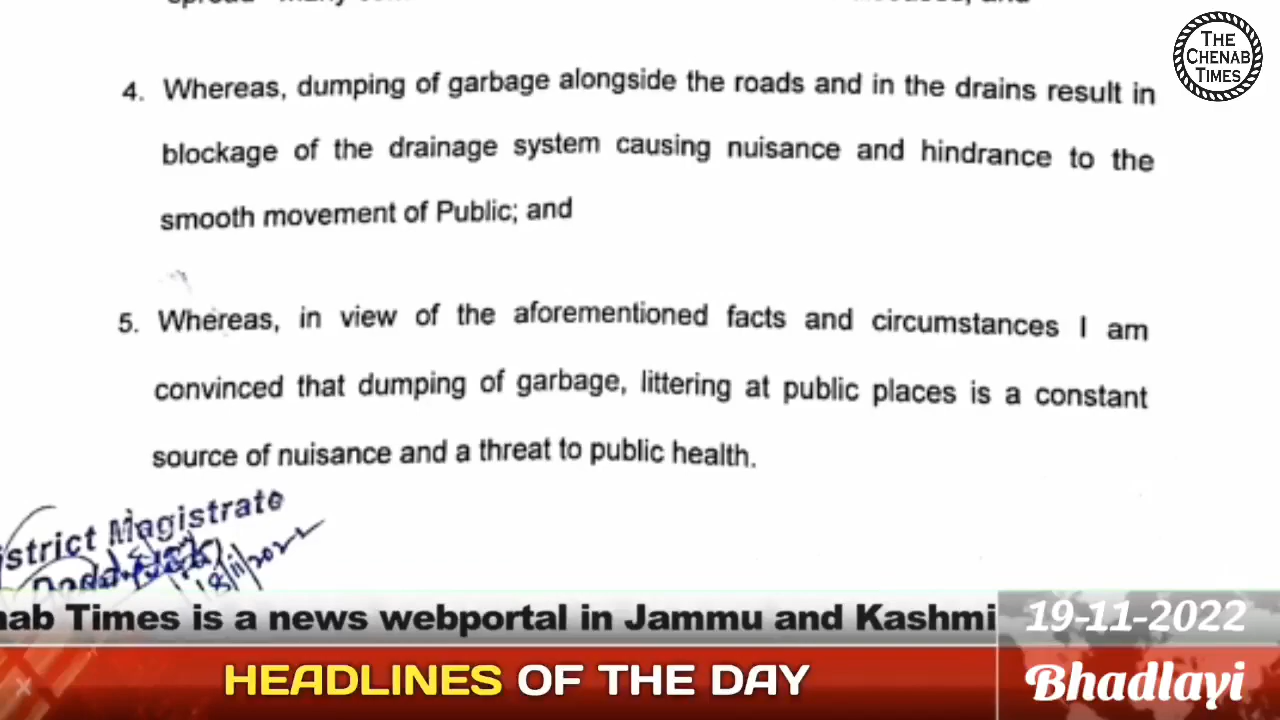 THE
CHENAB
TIMES
4. Whereas, dumping of garbage alongside the roads and in the drains result in
blockage of the drainage system causing nuisance and hindrance to the
smooth movement of Public; and
5. Whereas, in view of the aforementioned facts and circumstances I am
convinced that dumping of garbage, littering at public places is a constant
source of nuisance and a threat to public health.
strict Magistrate
18/11/2022
nab Times is a news webportal in Jammu and Kashmi
19-11-2022
HEADLINES OF THE DAY
Bhadlayi